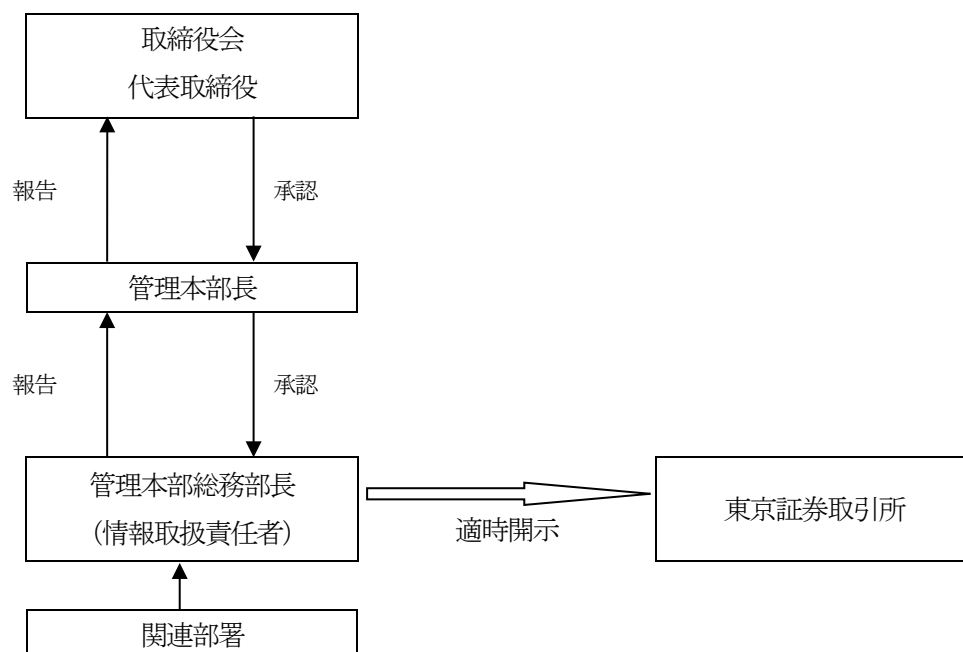 取締役会
代表取締役
報告
承認
管理本部長
報告
承認
管理本部総務部長
（情報取扱責任者）
適時開示
東京証券取引所
関連部署